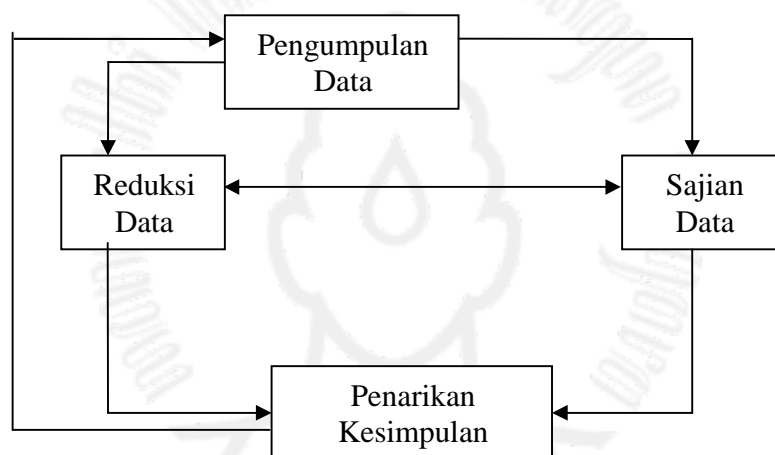 Pengumpulan
Data
Reduksi
Data
Sajian
Data
Penarikan
Kesimpulan